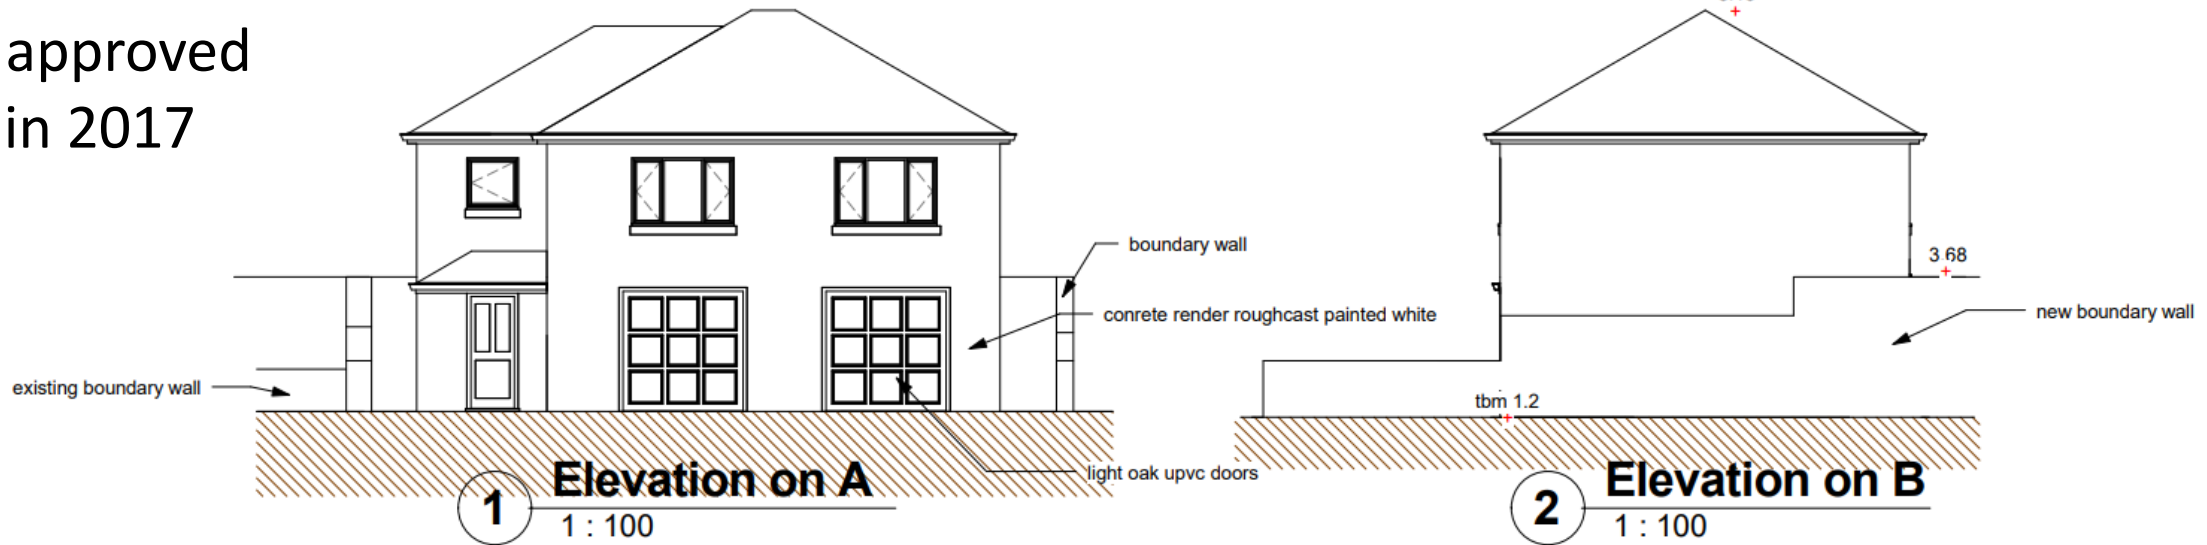 approved
in 2017
boundary wall
conrete render roughcast painted white
existing boundary wall
light oak upvc doors
1
Elevation on A
1 : 100
3 68
new boundary wall
tbm 1.2
2
Elevation on B
1 : 100